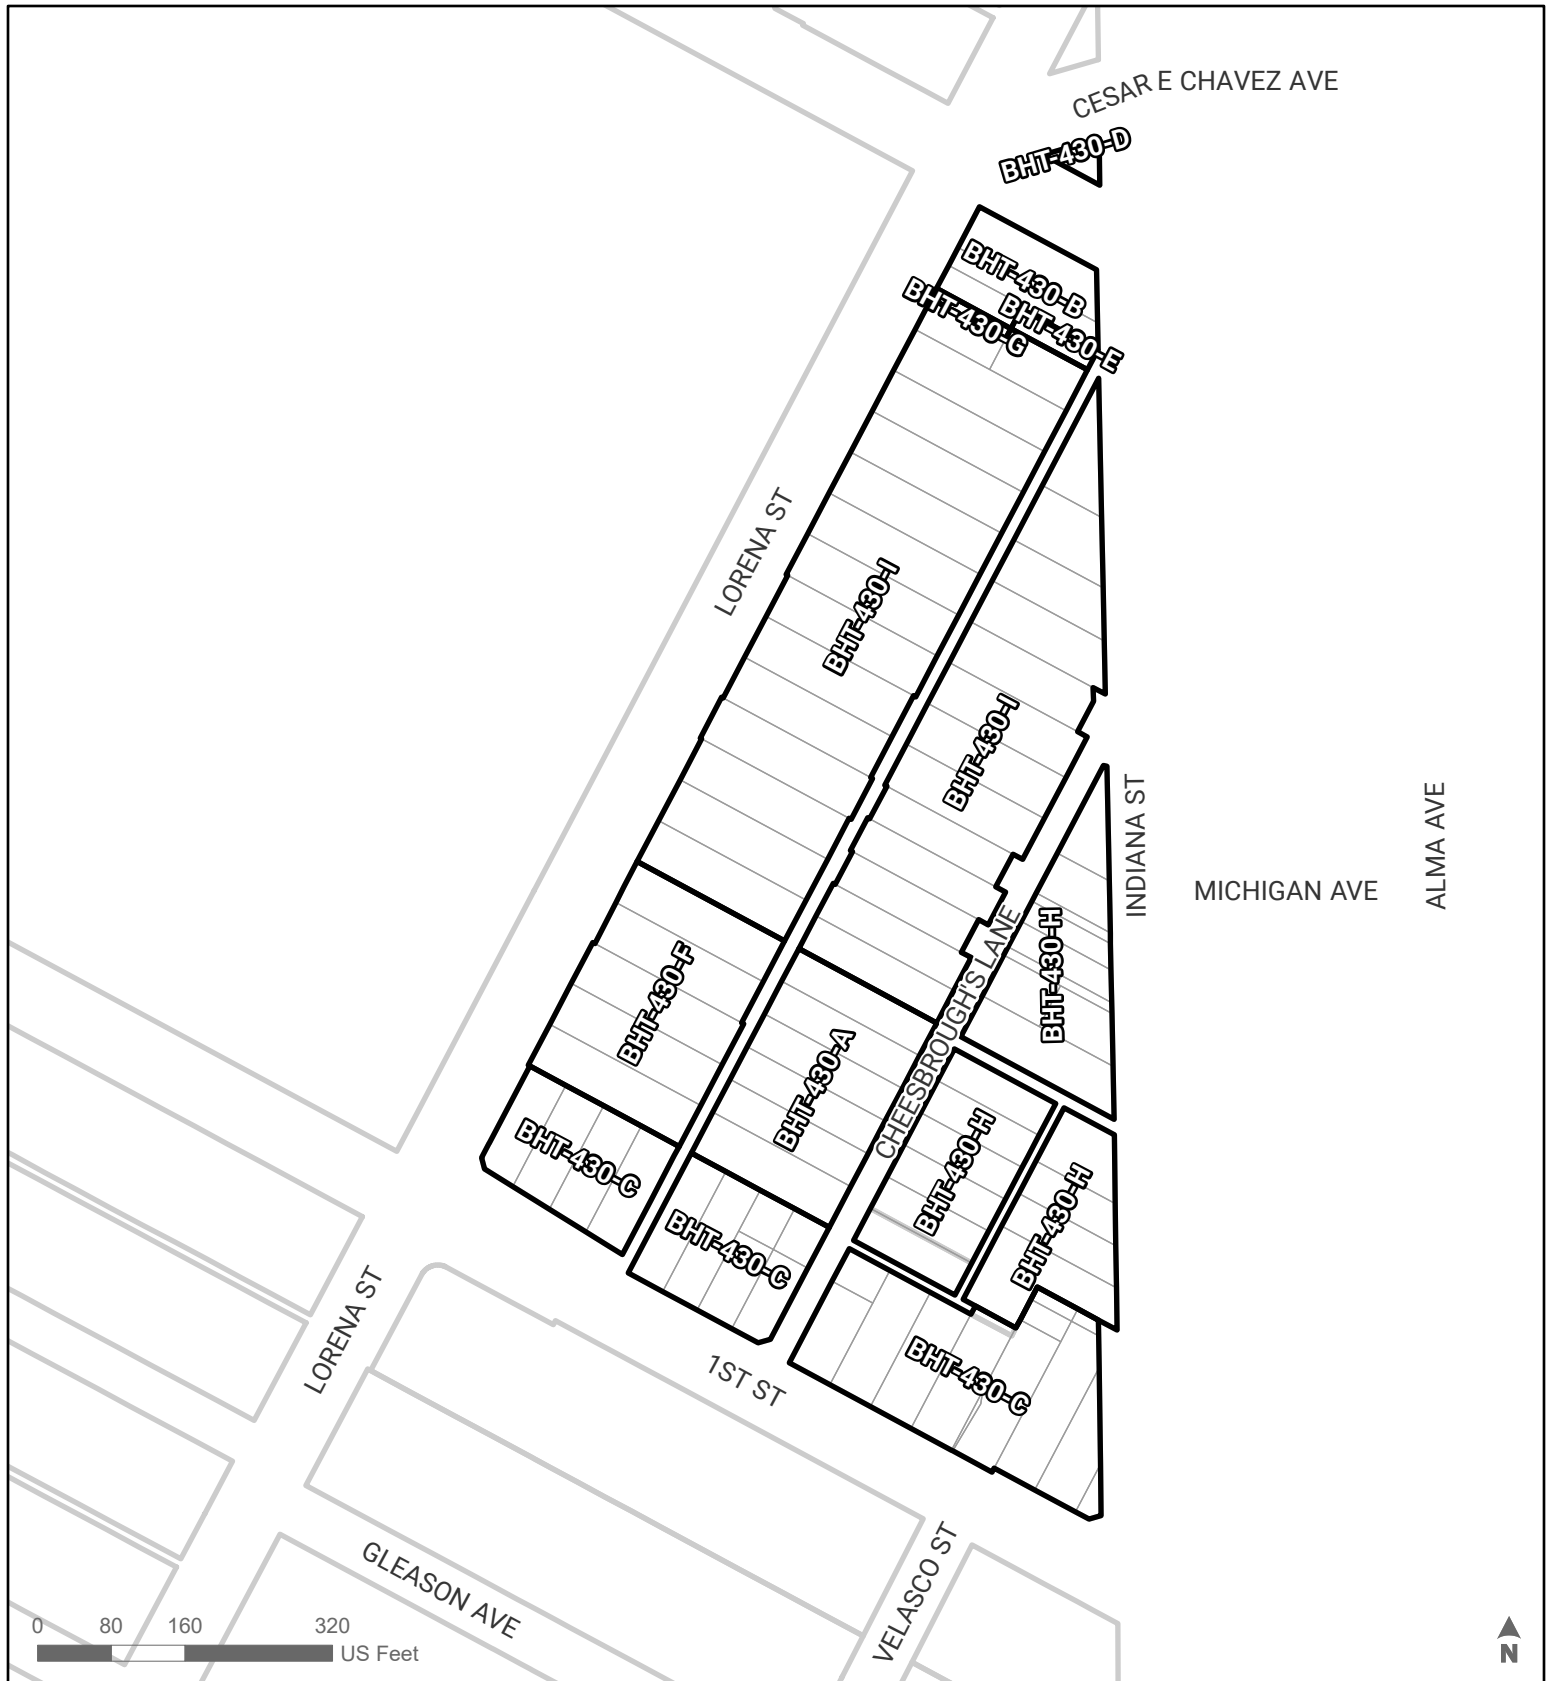 CESAR E CHAVEZ AVE
BHT-430-D
BHT-430-B
BHT-430-G
BHT-430-E
LORENA ST
BHT-430-I
BHT-430-I
INDIANA ST
MICHIGAN AVE
ALMA AVE
BHT-430-H
BHT-430-F
CHEESBROUGH'S LANE
BHT-430-A
BHT-430-H
BHT-430-H
BHT-430-C
BHT-430-C
LORENA ST
1ST ST
BHT-430-C
GLEASON AVE
VELASCO ST
0 80 160 320
US Feet
N